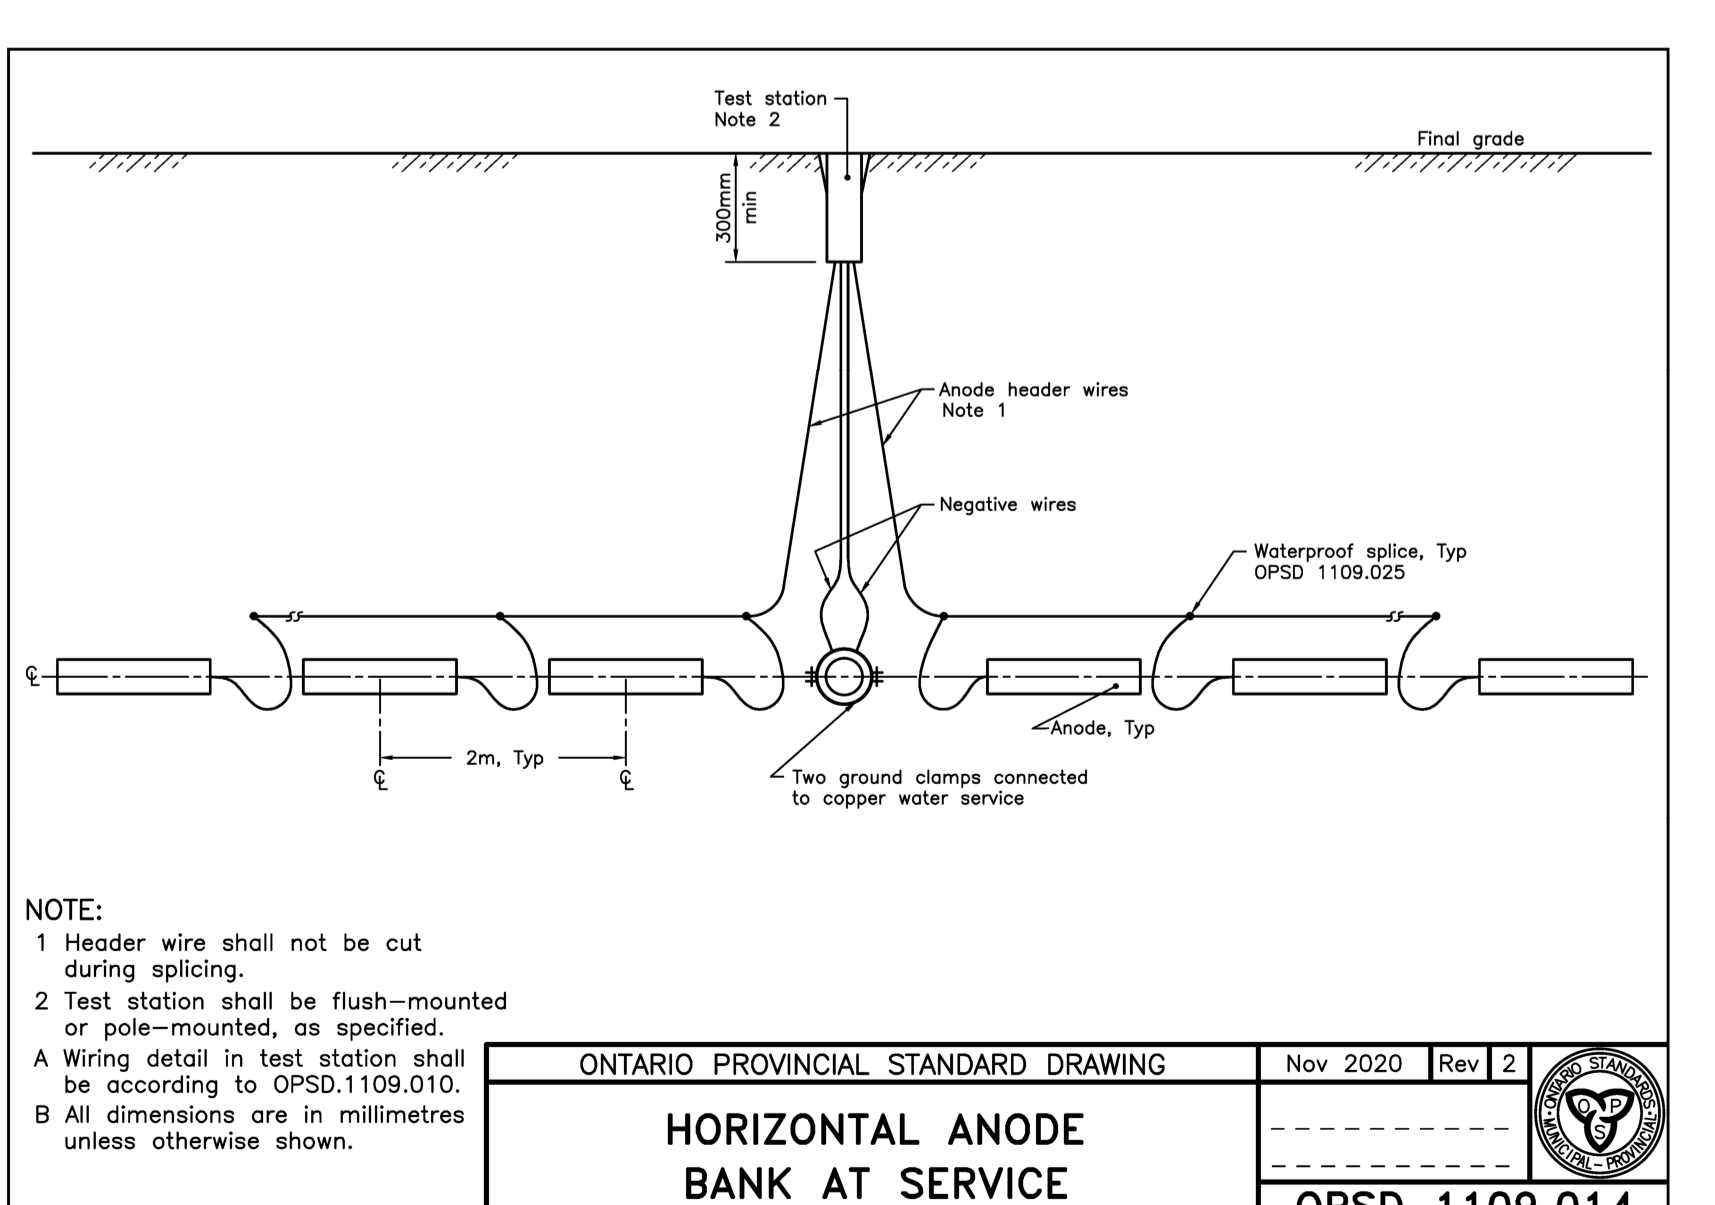 Test station
Note 2
Final grade
300mm
min
Anode header wires
Note 1
Negative wires
Waterproof splice, Typ
OPSD 1109.025
℄
Anode, Typ
2m, Typ
℄
℄
Two ground clamps connected
to copper water service
NOTE:
1 Header wire shall not be cut
during splicing.
2 Test station shall be flush-mounted
or pole-mounted, as specified.
A Wiring detail in test station shall
be according to OPSD.1109.010.
B All dimensions are in millimetres
unless otherwise shown.
ONTARIO PROVINCIAL STANDARD DRAWING
Nov 2020
Rev
2
HORIZONTAL ANODE
BANK AT SERVICE
ONTARIO STANDARDS
MUNICIPAL-PROVINCIAL
O P
S
OPSD 1109.014